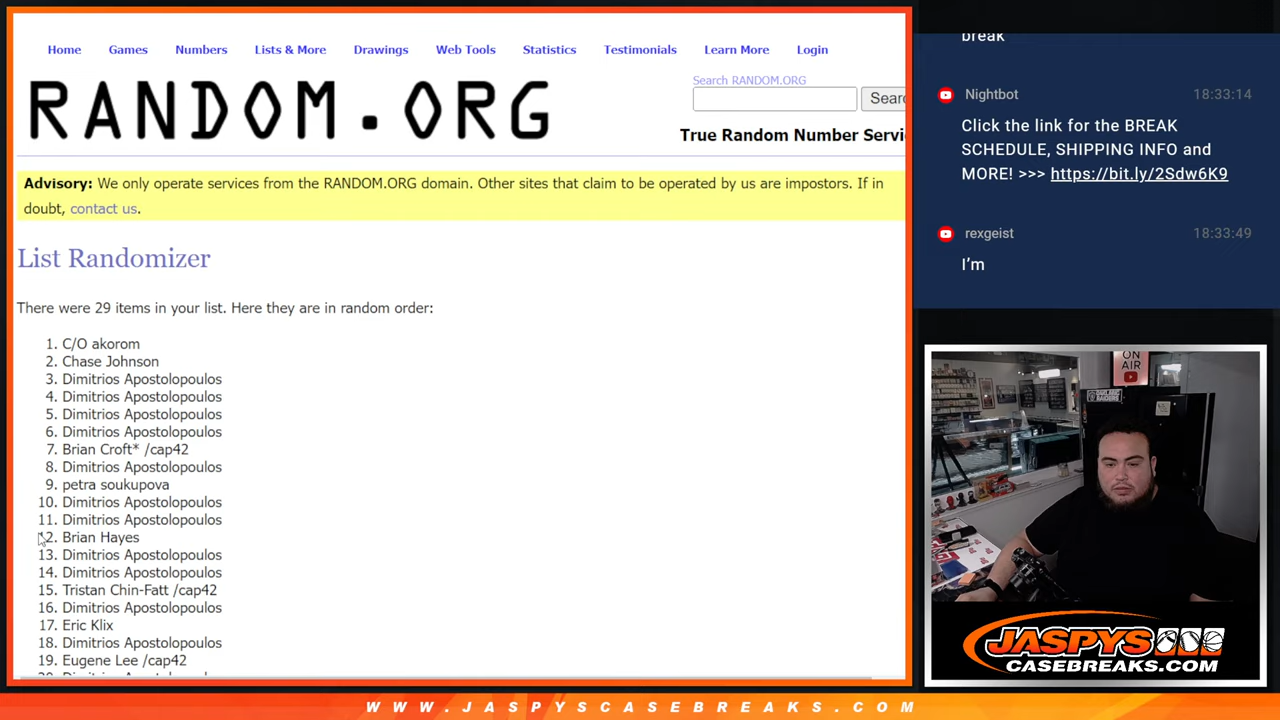 Home Games Numbers Lists & More Drawings Web Tools Statistics Testimonials Learn More Login
RANDOM.ORG
Search RANDOM.ORG
Searc
True Random Number Servi
Advisory: We only operate services from the RANDOM.ORG domain. Other sites that claim to be operated by us are impostors. If in
doubt, contact us.
List Randomizer
There were 29 items in your list. Here they are in random order:
1. C/O akorom
2. Chase Johnson
3. Dimitrios Apostolopoulos
4. Dimitrios Apostolopoulos
5. Dimitrios Apostolopoulos
6. Dimitrios Apostolopoulos
7. Brian Croft* /cap42
8. Dimitrios Apostolopoulos
9. petra soukupova
10. Dimitrios Apostolopoulos
11. Dimitrios Apostolopoulos
12. Brian Hayes
13. Dimitrios Apostolopoulos
14. Dimitrios Apostolopoulos
15. Tristan Chin-Fatt /cap42
16. Dimitrios Apostolopoulos
17. Eric Klix
18. Dimitrios Apostolopoulos
19. Eugene Lee /cap42
break
Nightbot 18:33:14
Click the link for the BREAK
SCHEDULE, SHIPPING INFO and
MORE! >>> https://bit.ly/2Sdw6K9
rexgeist 18:33:49
I'm
ON
AIR
JASPYS
CASEBREAKS.COM
WWW.JASPYSCASEBREAKS.COM